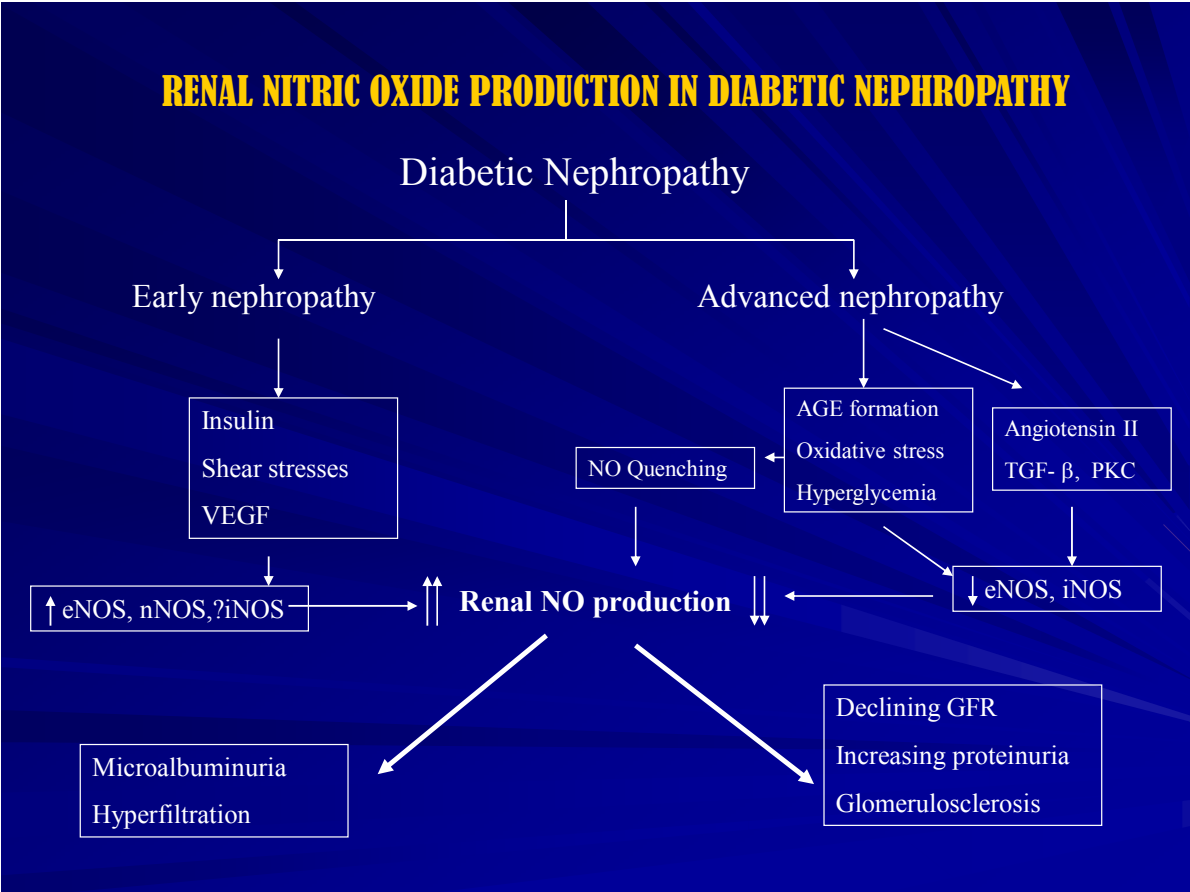 RENAL NITRIC OXIDE PRODUCTION IN DIABETIC NEPHROPATHY
Diabetic Nephropathy
Early nephropathy
Advanced nephropathy
Insulin
Shear stresses
VEGF
NO Quenching
AGE formation
Oxidative stress
Hyperglycemia
Angiotensin II
TGF- β, PKC
↑ eNOS, nNOS,?iNOS
↑↑ Renal NO production ↓↓
↓ eNOS, iNOS
Microalbuminuria
Hyperfiltration
Declining GFR
Increasing proteinuria
Glomerulosclerosis